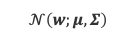 𝒩(𝒘; 𝝁, 𝜮)